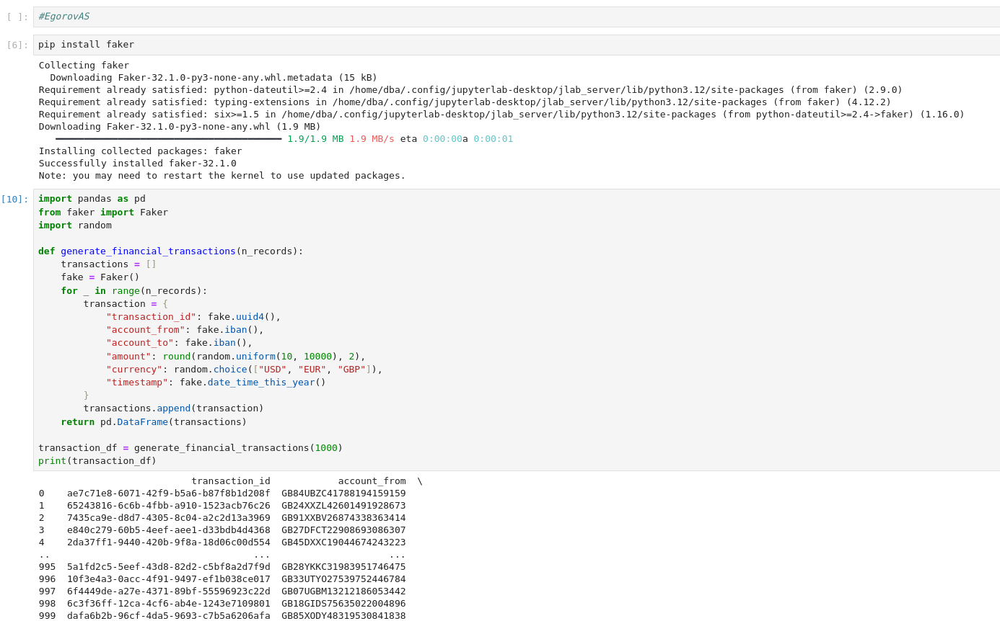 [ ]: #EgorovAS
[6]: pip install faker
Collecting faker
  Downloading Faker-32.1.0-py3-none-any.whl.metadata (15 kB)
Requirement already satisfied: python-dateutil>=2.4 in /home/dba/.config/jupyterlab-desktop/jlab_server/lib/python3.12/site-packages (from faker) (2.9.0)
Requirement already satisfied: typing-extensions in /home/dba/.config/jupyterlab-desktop/jlab_server/lib/python3.12/site-packages (from faker) (4.12.2)
Requirement already satisfied: six>=1.5 in /home/dba/.config/jupyterlab-desktop/jlab_server/lib/python3.12/site-packages (from python-dateutil>=2.4->faker) (1.16.0)
Downloading Faker-32.1.0-py3-none-any.whl (1.9 MB)
1.9/1.9 MB 1.9 MB/s eta 0:00:00a 0:00:01
Installing collected packages: faker
Successfully installed faker-32.1.0
Note: you may need to restart the kernel to use updated packages.
[10]: import pandas as pd
from faker import Faker
import random
def generate_financial_transactions(n_records):
    transactions = []
    fake = Faker()
    for _ in range(n_records):
        transaction = {
            "transaction_id": fake.uuid4(),
            "account_from": fake.iban(),
            "account_to": fake.iban(),
            "amount": round(random.uniform(10, 10000), 2),
            "currency": random.choice(["USD", "EUR", "GBP"]),
            "timestamp": fake.date_time_this_year()
        }
        transactions.append(transaction)
    return pd.DataFrame(transactions)
transaction_df = generate_financial_transactions(1000)
print(transaction_df)
transaction_id account_from \
0 ae7c71e8-6071-42f9-b5a6-b87f8b1d208f GB84UBZC41788194159159
1 65243816-6c6b-4fbb-a910-1523acb76c26 GB24XXZL42601491928673
2 7435ca9e-d8d7-4305-8c04-a2c2d13a3969 GB91XXBV26874338363414
3 e840c279-60b5-4eef-aee1-d33bdb4d4368 GB27DFCT22908693086307
4 2da37ff1-9440-420b-9f8a-18d06c00d554 GB45DXXC19044674243223
.. ... ...
995 5a1fd2c5-5eef-43d8-82d2-c5bf8a2d7f9d GB28YKKC31983951746475
996 10f3e4a3-0acc-4f91-9497-ef1b038ce017 GB33UTYO27539752446784
997 6f4449de-a27e-4371-89bf-55596923c22d GB07UGBM13212186053442
998 6c3f36ff-12ca-4cf6-ab4e-1243e7109801 GB18GIDS75635022004896
999 dafa6b2b-96cf-4da5-9693-c7b5a6206afa GB85XODY48319530841838